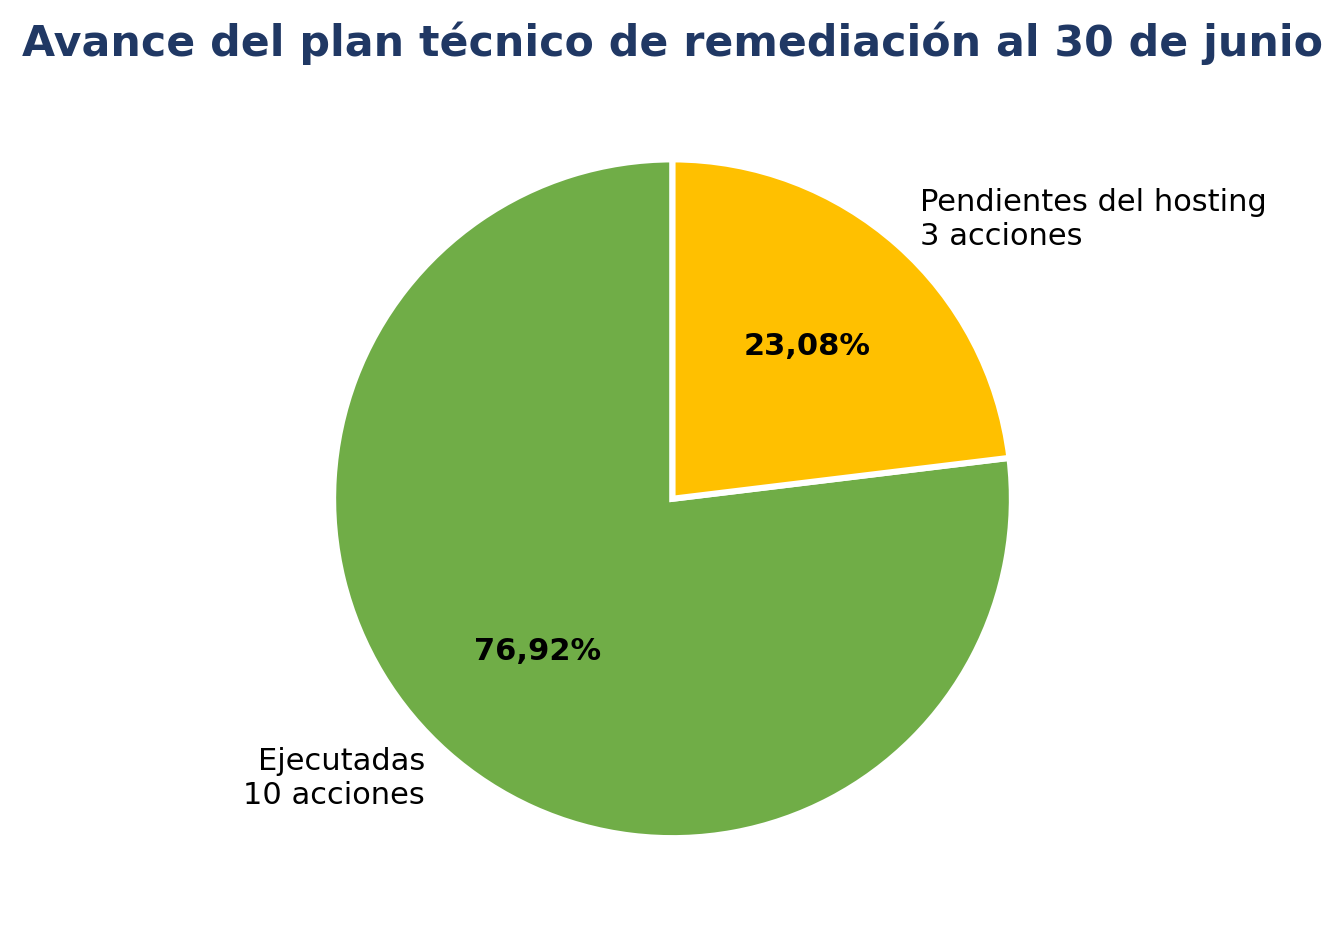 Avance del plan técnico de remediación al 30 de junio
Pendientes del hosting
3 acciones
23,08%
76,92%
Ejecutadas
10 acciones